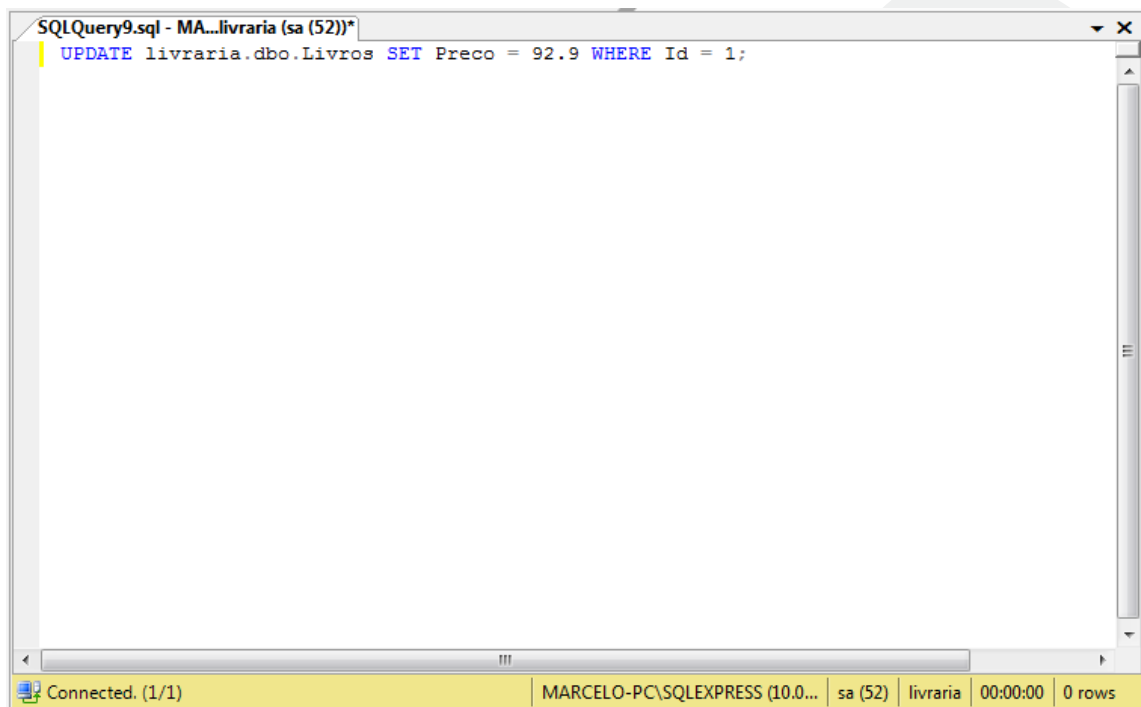 SQLQuery9.sql - MA...livraria (sa (52))*
UPDATE livraria.dbo.Livros SET Preco = 92.9 WHERE Id = 1;
Connected. (1/1) MARCELO-PC\SQLEXPRESS (10.0... sa (52) livraria 00:00:00 0 rows